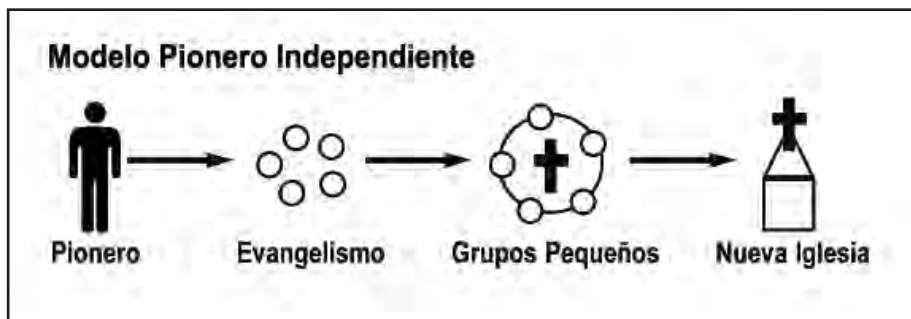 Modelo Pionero Independiente
Pionero Evangelismo Grupos Pequeños Nueva Iglesia